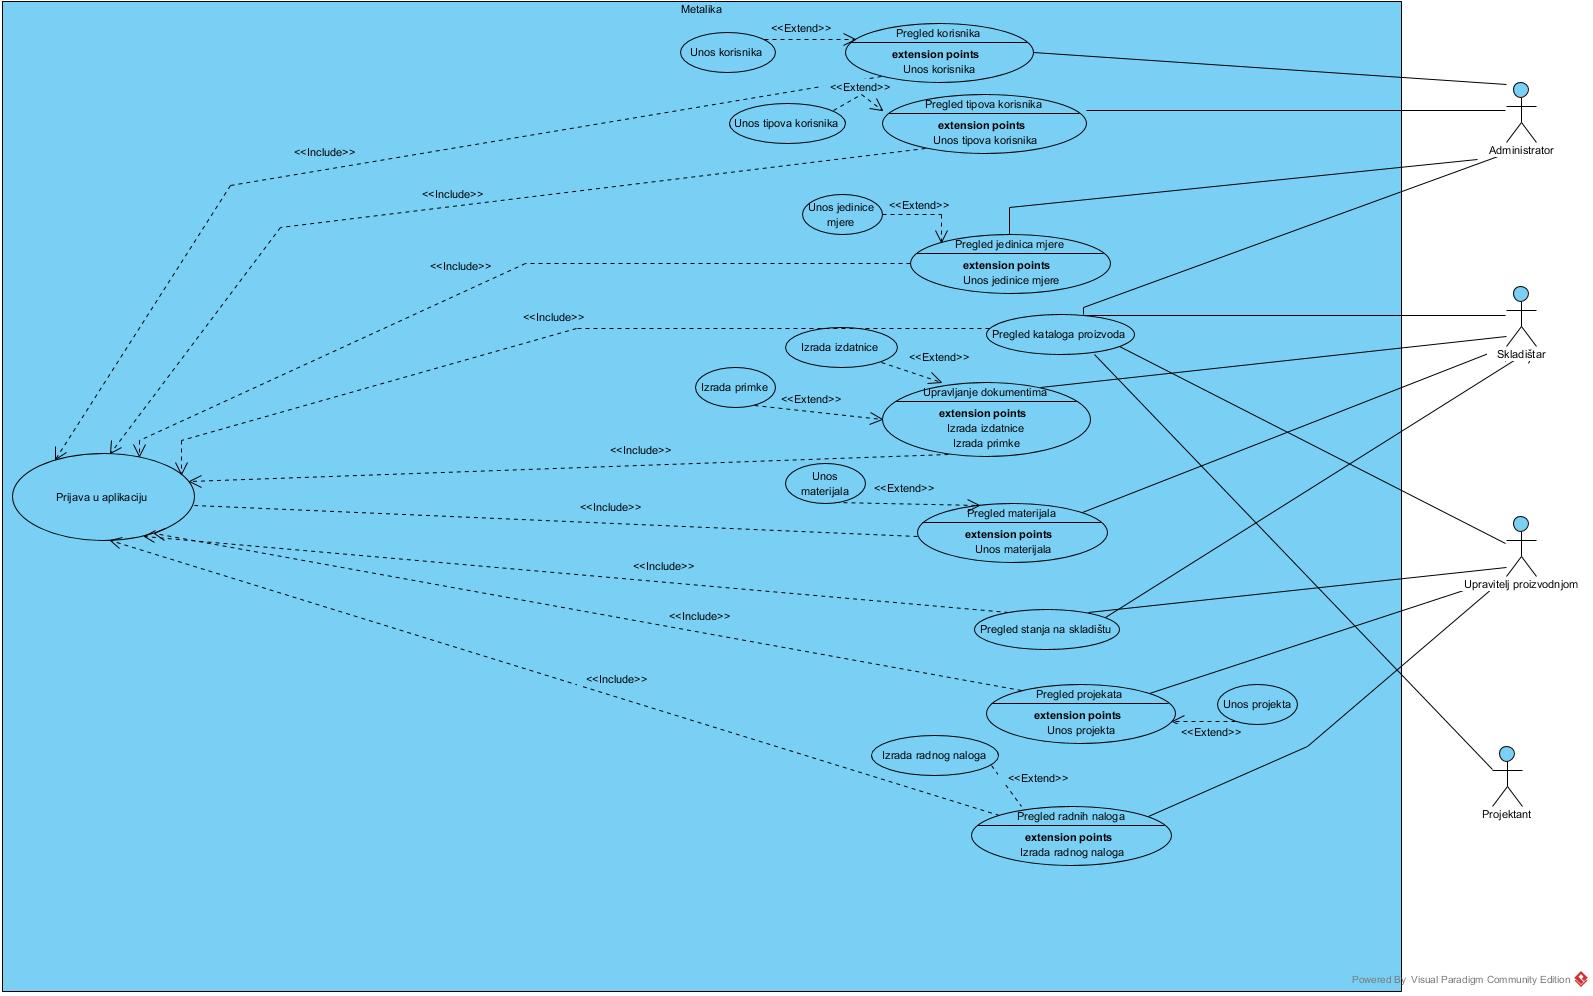 Metalika
<<Extend>>
Pregled korisnika
Unos korisnika
extension points
Unos korisnika
<<Extend>>
Pregled tipova korisnika
Unos tipova korisnika
extension points
Unos tipova korisnika
Administrator
<<Include>>
<<Include>>
Unos jedinice
mjere
<<Extend>>
Pregled jedinica mjere
extension points
Unos jedinice mjere
<<Include>>
<<Include>>
Pregled kataloga proizvoda
Izrada izdatnice
<<Extend>>
Skladištar
Izrada primke
<<Extend>>
Upravljanje dokumentima
extension points
Izrada izdatnice
Izrada primke
<<Include>>
Unos
materijala
<<Extend>>
Prijava u aplikaciju
<<Include>>
Pregled materijala
extension points
Unos materijala
<<Include>>
Upravitelj proizvodnjom
<<Include>>
Pregled stanja na skladištu
<<Include>>
Pregled projekata
extension points
Unos projekta
Unos projekta
<<Extend>>
Izrada radnog naloga
<<Extend>>
Pregled radnih naloga
extension points
Izrada radnog naloga
Projektant
Powered By Visual Paradigm Community Edition